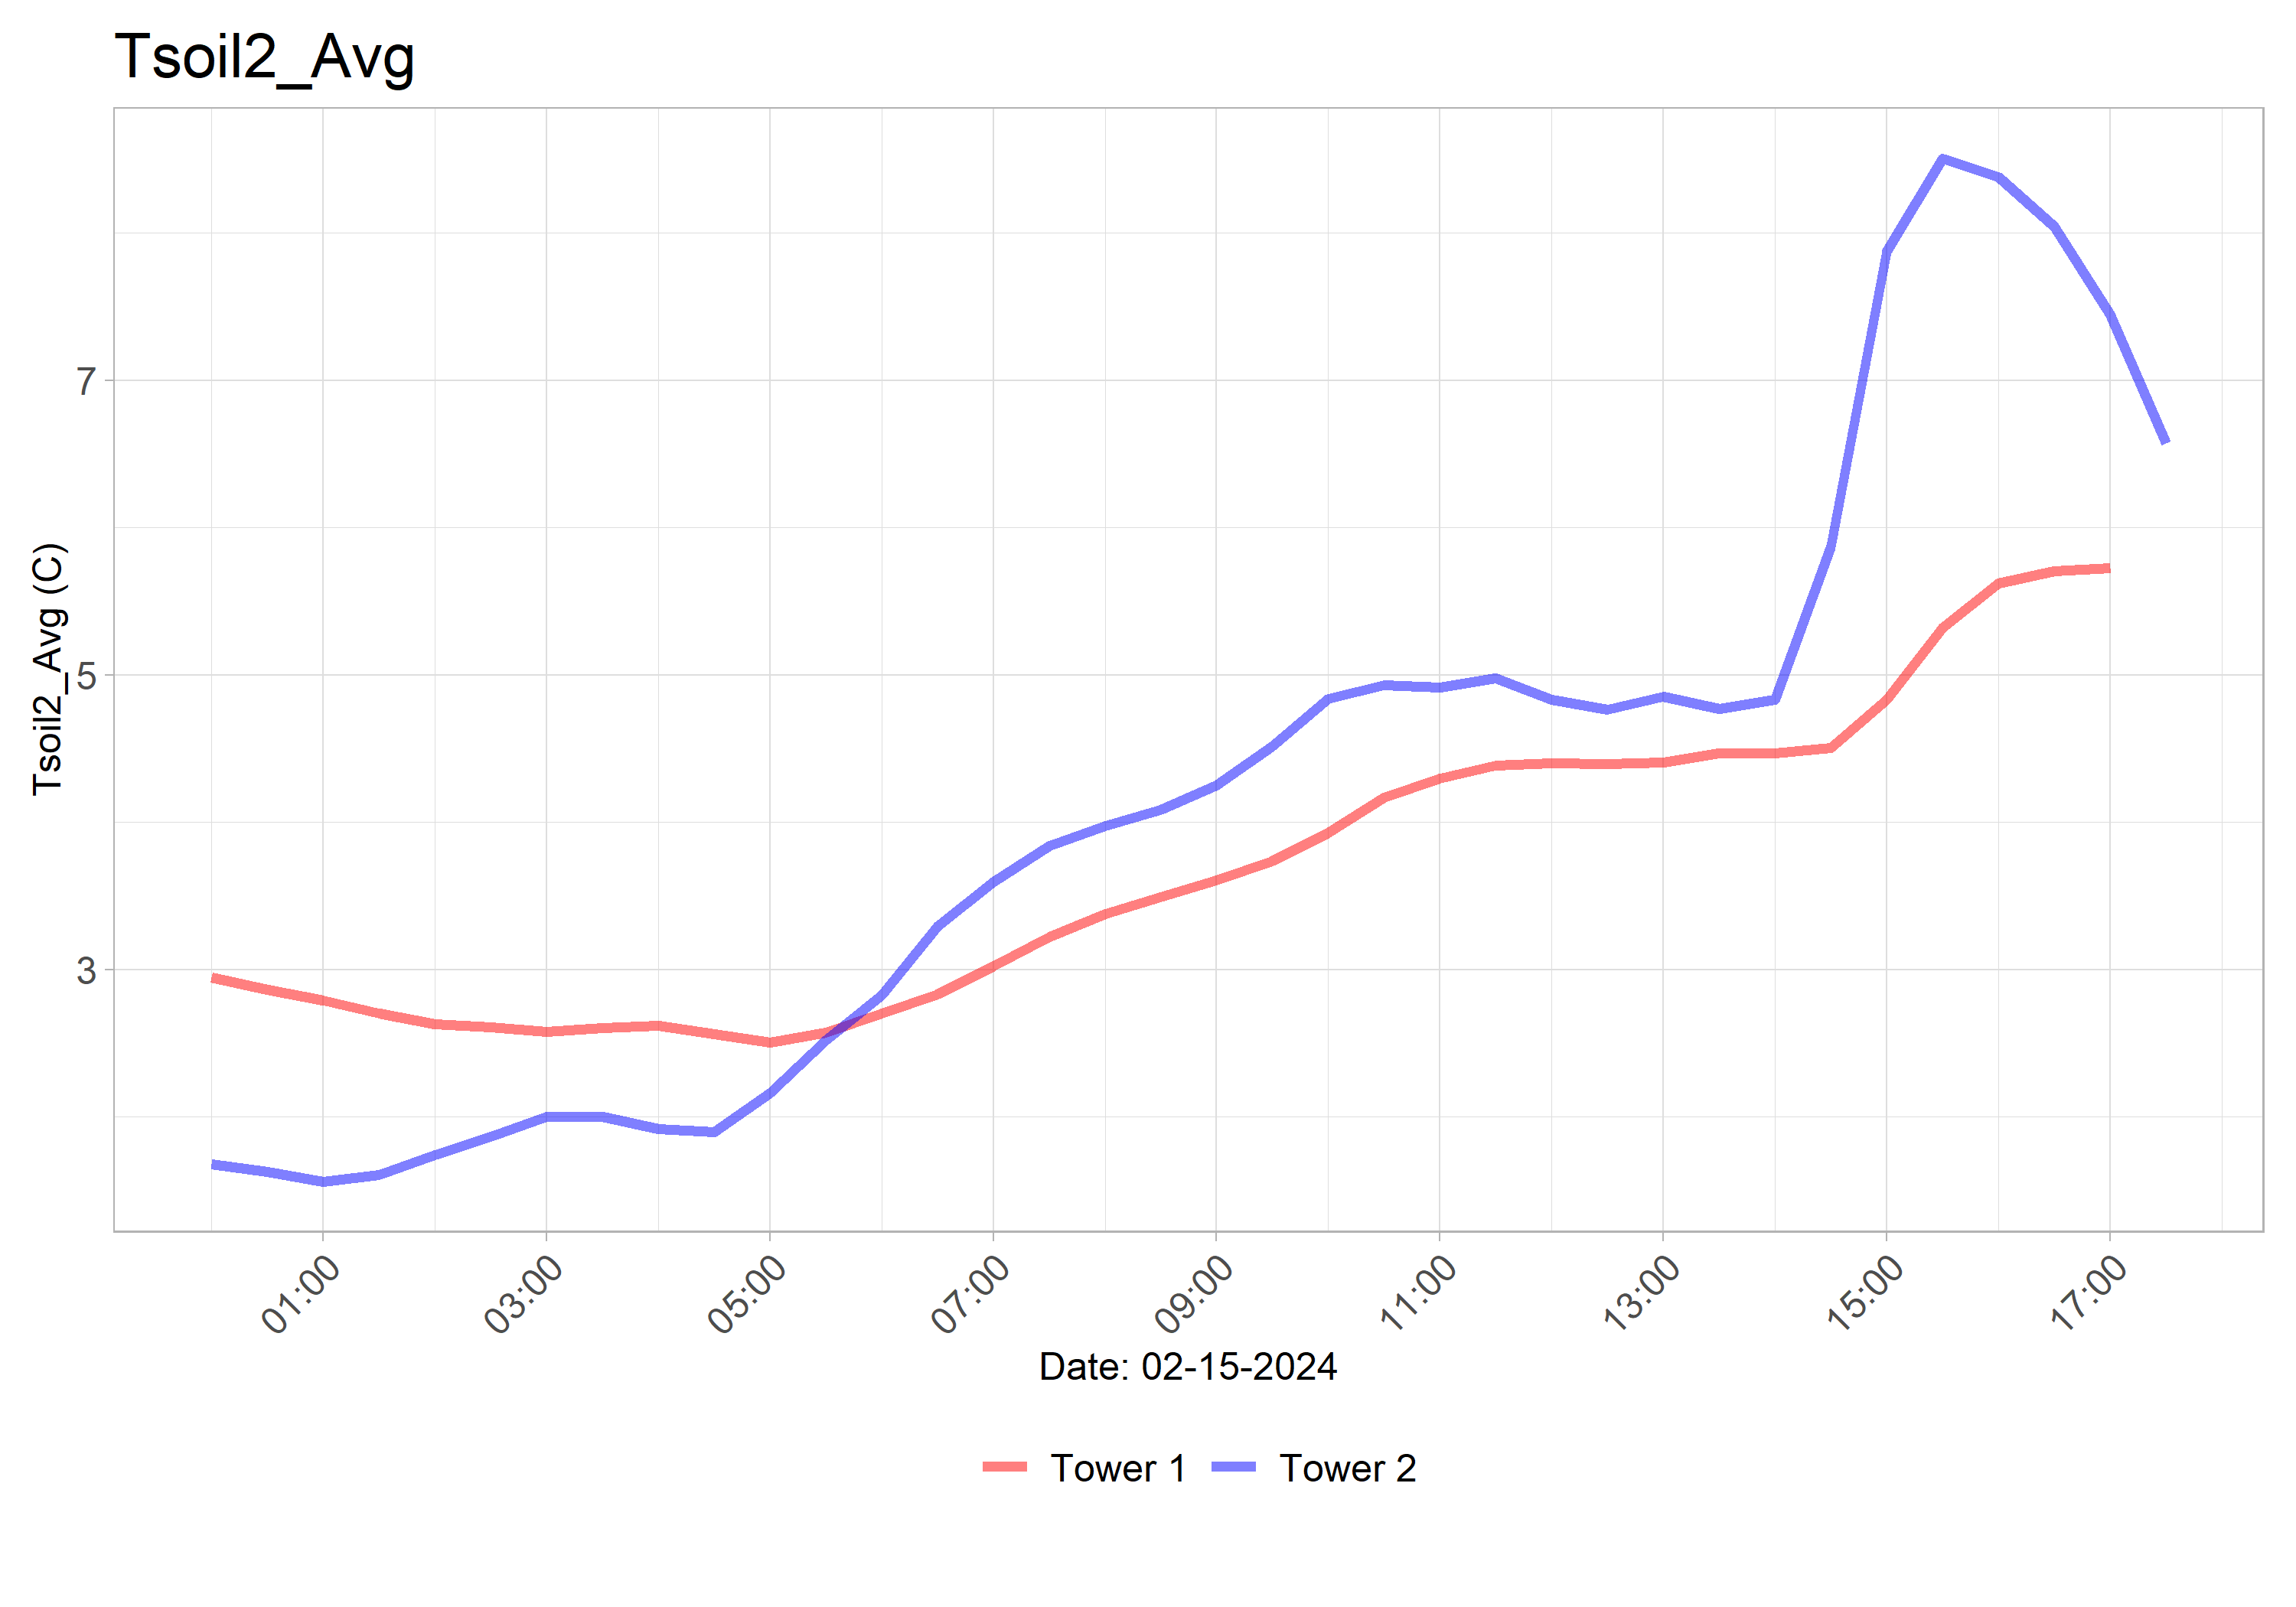 Tsoil2_Avg
Tsoil2_Avg (C)
7
5
3
01:00 03:00 05:00 07:00 09:00 11:00 13:00 15:00 17:00
Date: 02-15-2024
Tower 1 Tower 2